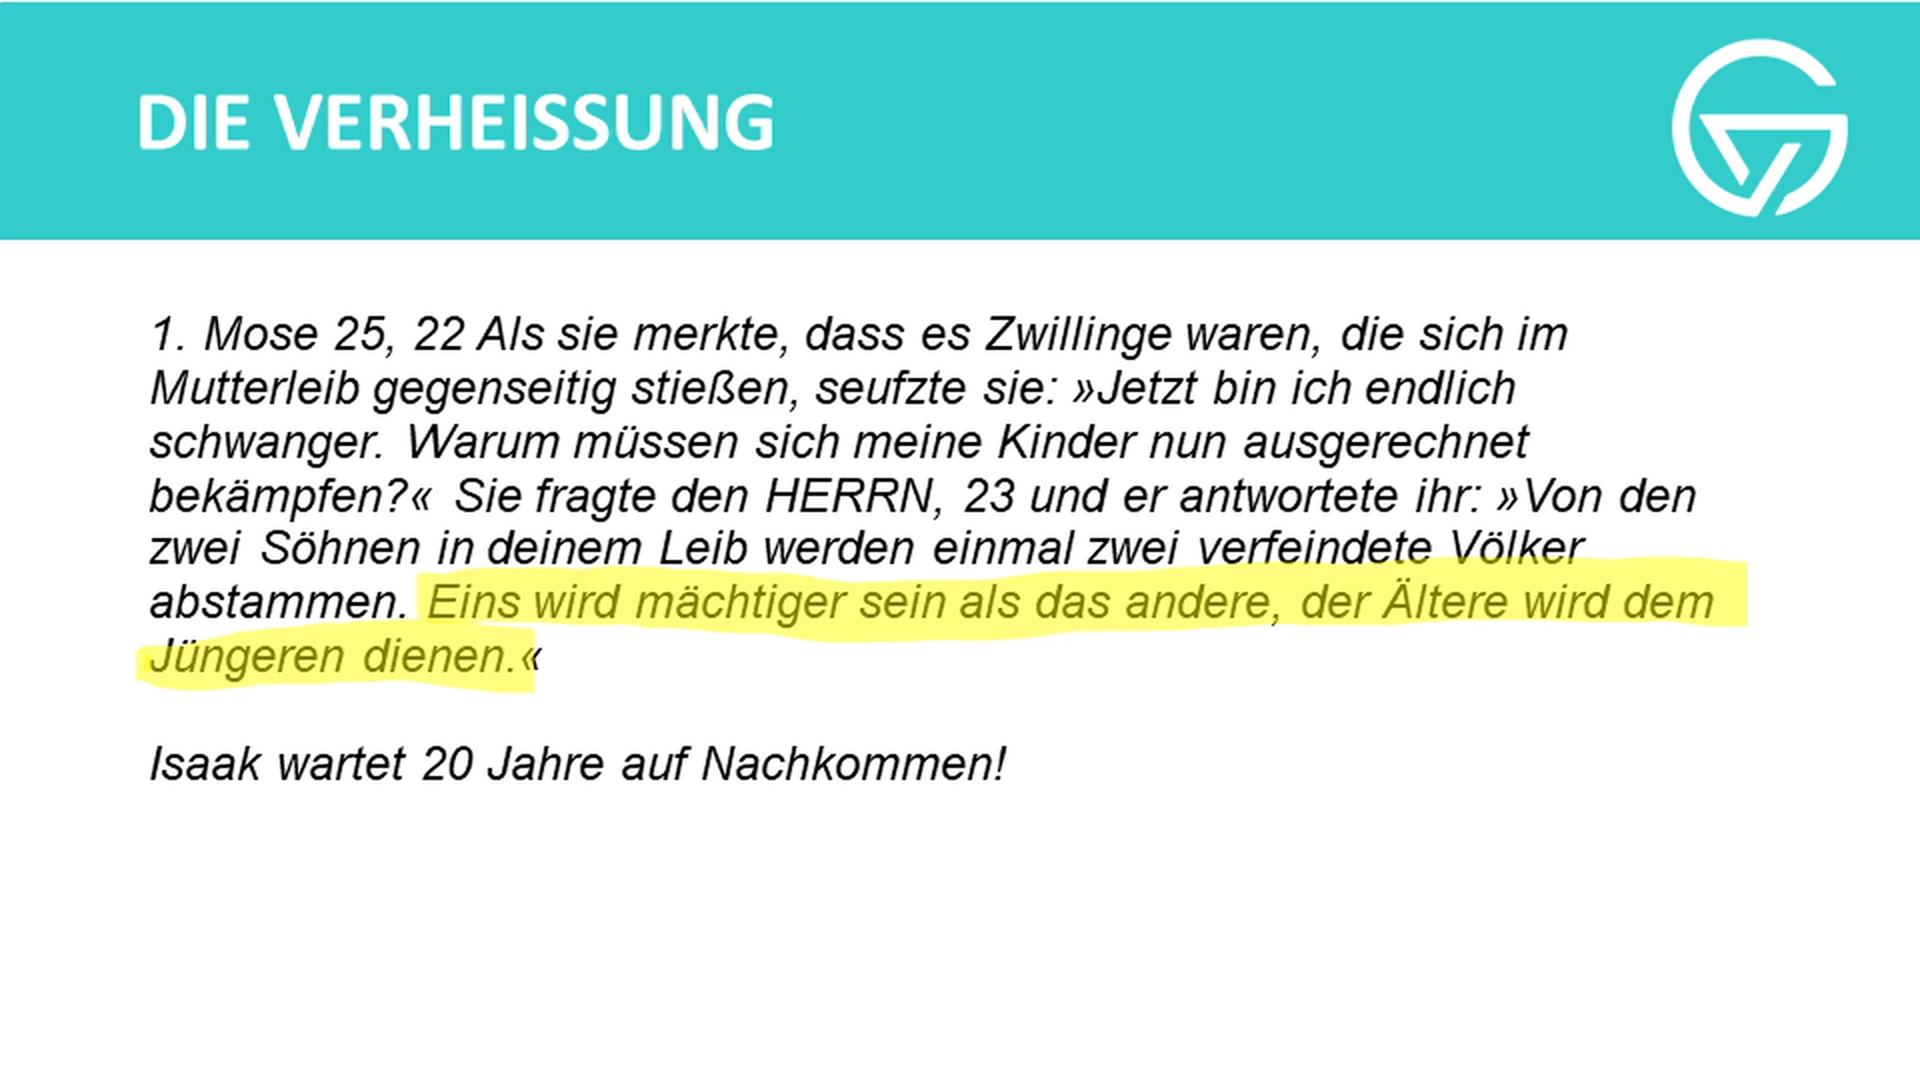 DIE VERHEISSUNG
1. Mose 25, 22 Als sie merkte, dass es Zwillinge waren, die sich im
Mutterleib gegenseitig stießen, seufzte sie: »Jetzt bin ich endlich
schwanger. Warum müssen sich meine Kinder nun ausgerechnet
bekämpfen?« Sie fragte den HERRN, 23 und er antwortete ihr: »Von den
zwei Söhnen in deinem Leib werden einmal zwei verfeindete Völker
abstammen. Eins wird mächtiger sein als das andere, der Ältere wird dem
Jüngeren dienen.«
Isaak wartet 20 Jahre auf Nachkommen!